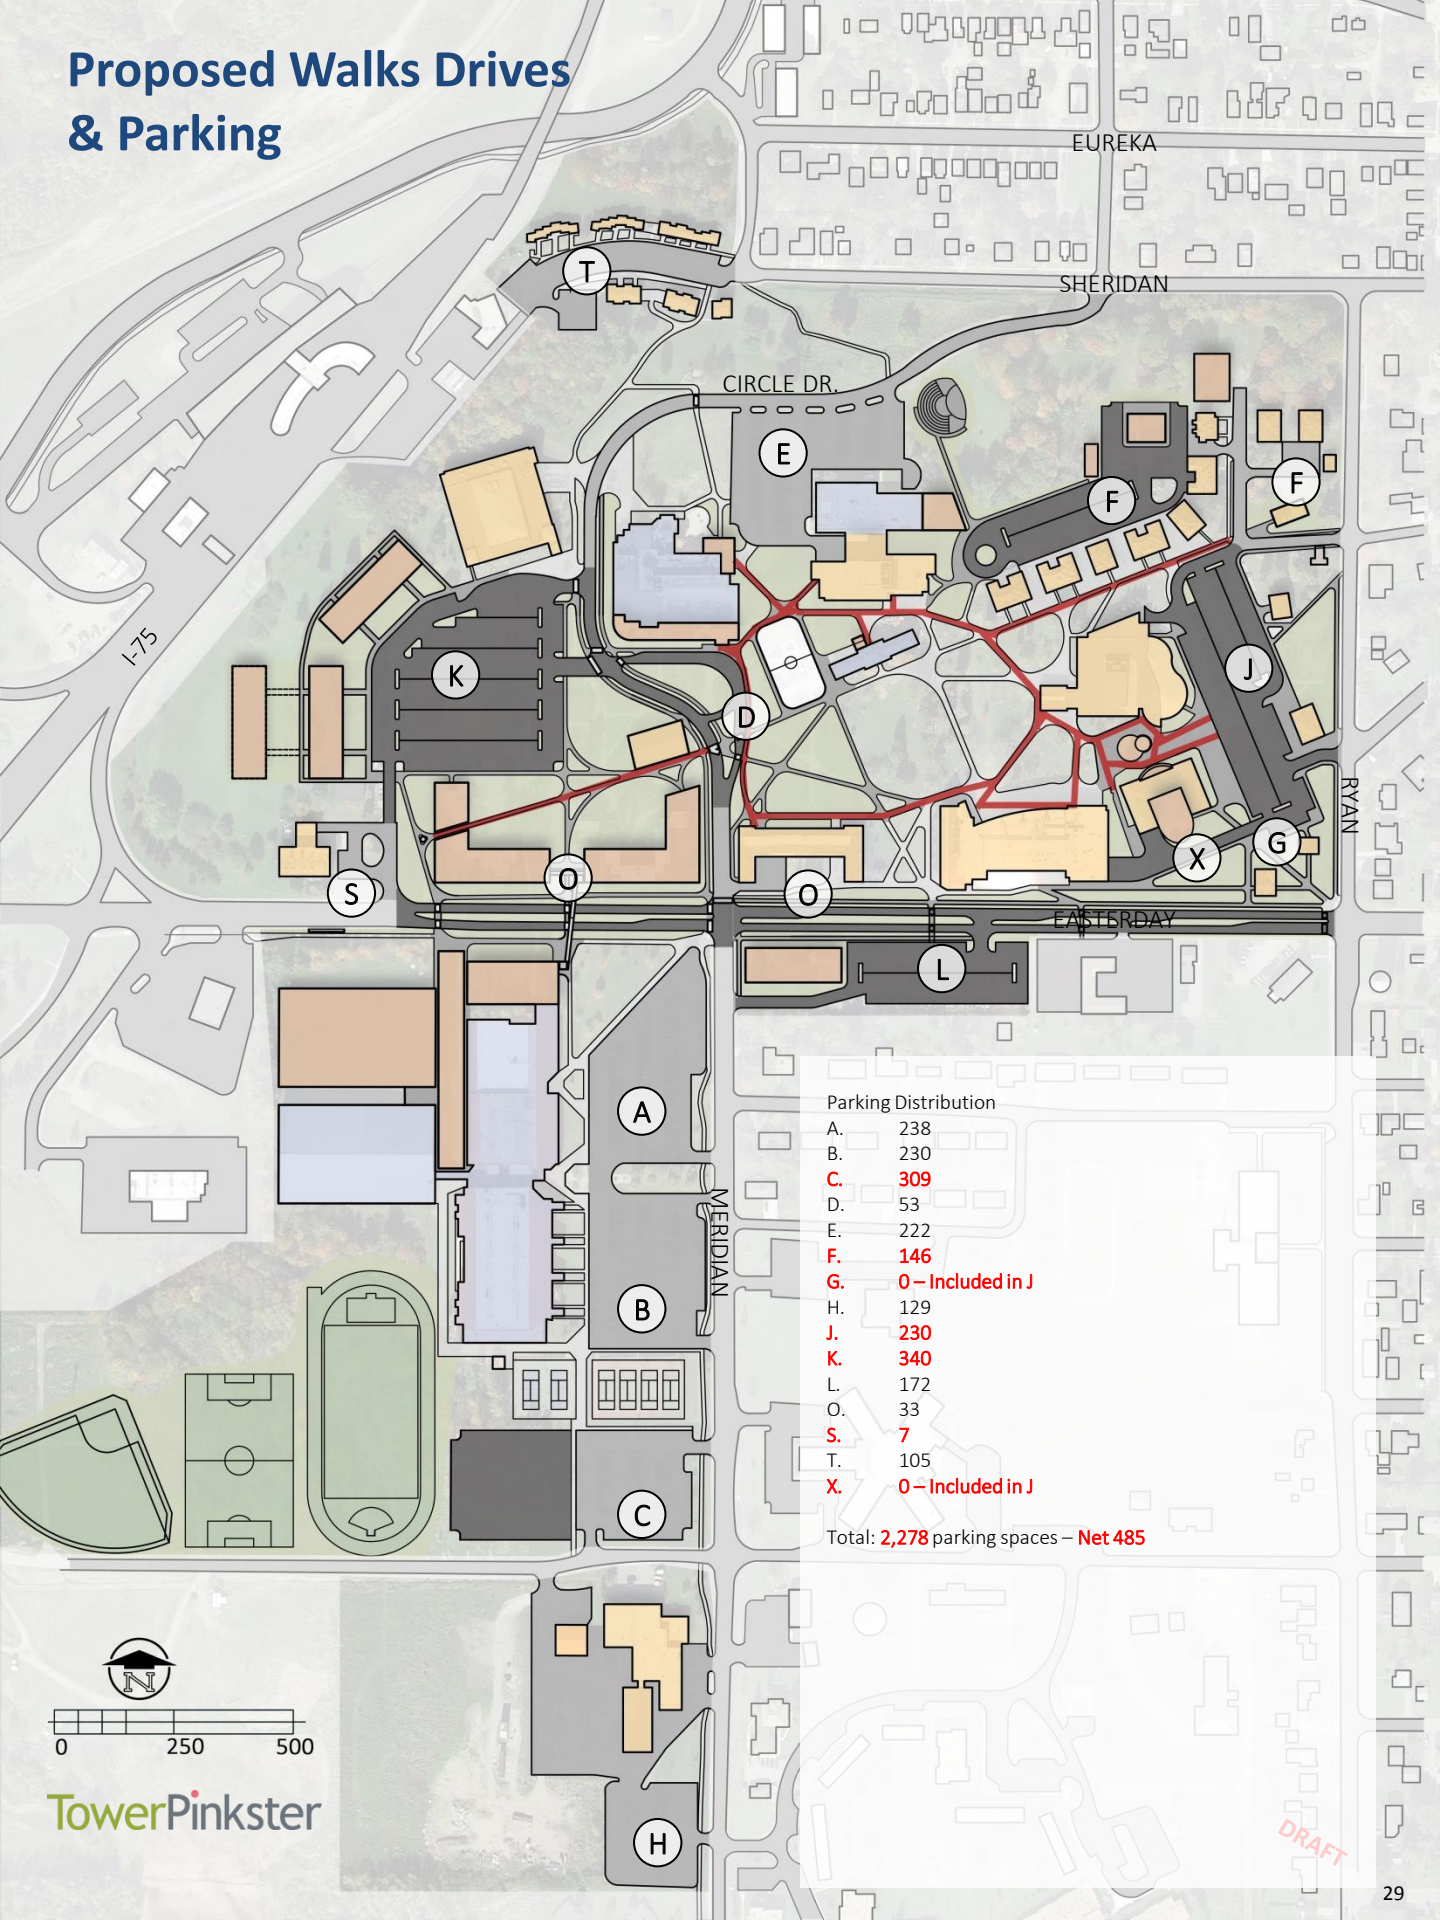 Proposed Walks Drives
& Parking
EUREKA
SHERIDAN
T
CIRCLE DR.
E
F
F
I-75
K
J
D
RYAN
G
X
O
S
O
EASTERDAY
L
A
MERIDIAN
B
C
H
Parking Distribution
A. 238
B. 230
C. 309
D. 53
E. 222
F. 146
G. 0 – Included in J
H. 129
J. 230
K. 340
L. 172
O. 33
S. 7
T. 105
X. 0 – Included in J
Total: 2,278 parking spaces – Net 485
N
0 250 500
TowerPinkster
DRAFT
29